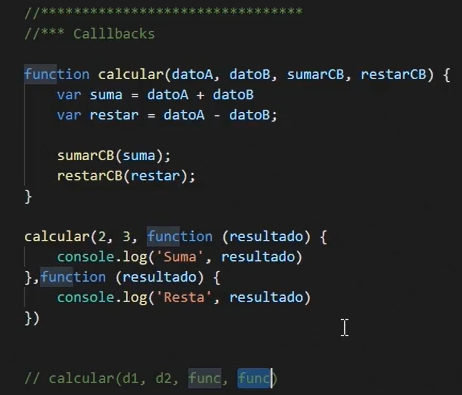 //********************************
//*** Calllbacks
function calcular(datoA, datoB, sumarCB, restarCB) {
var suma = datoA + datoB
var restar = datoA - datoB;
sumarCB(suma);
restarCB(restar);
}
calcular(2, 3, function (resultado) {
console.log('Suma', resultado)
},function (resultado) {
console.log('Resta', resultado)
})
// calcular(d1, d2, func, func)